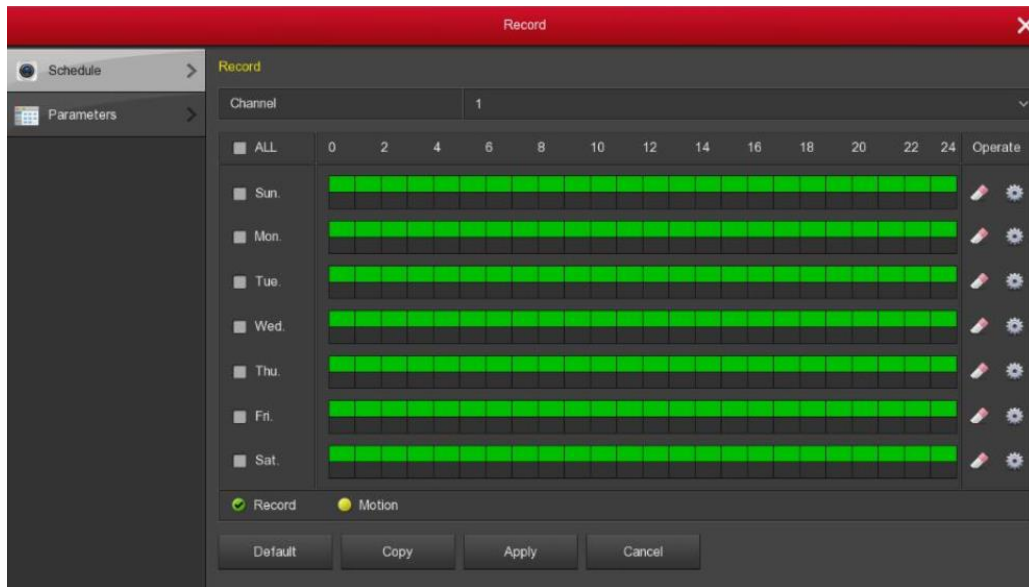 Record
Schedule
Parameters
Record
Channel 1
ALL 0 2 4 6 8 10 12 14 16 18 20 22 24 Operate
Sun.
Mon.
Tue.
Wed.
Thu.
Fri.
Sat.
Record Motion
Default Copy Apply Cancel